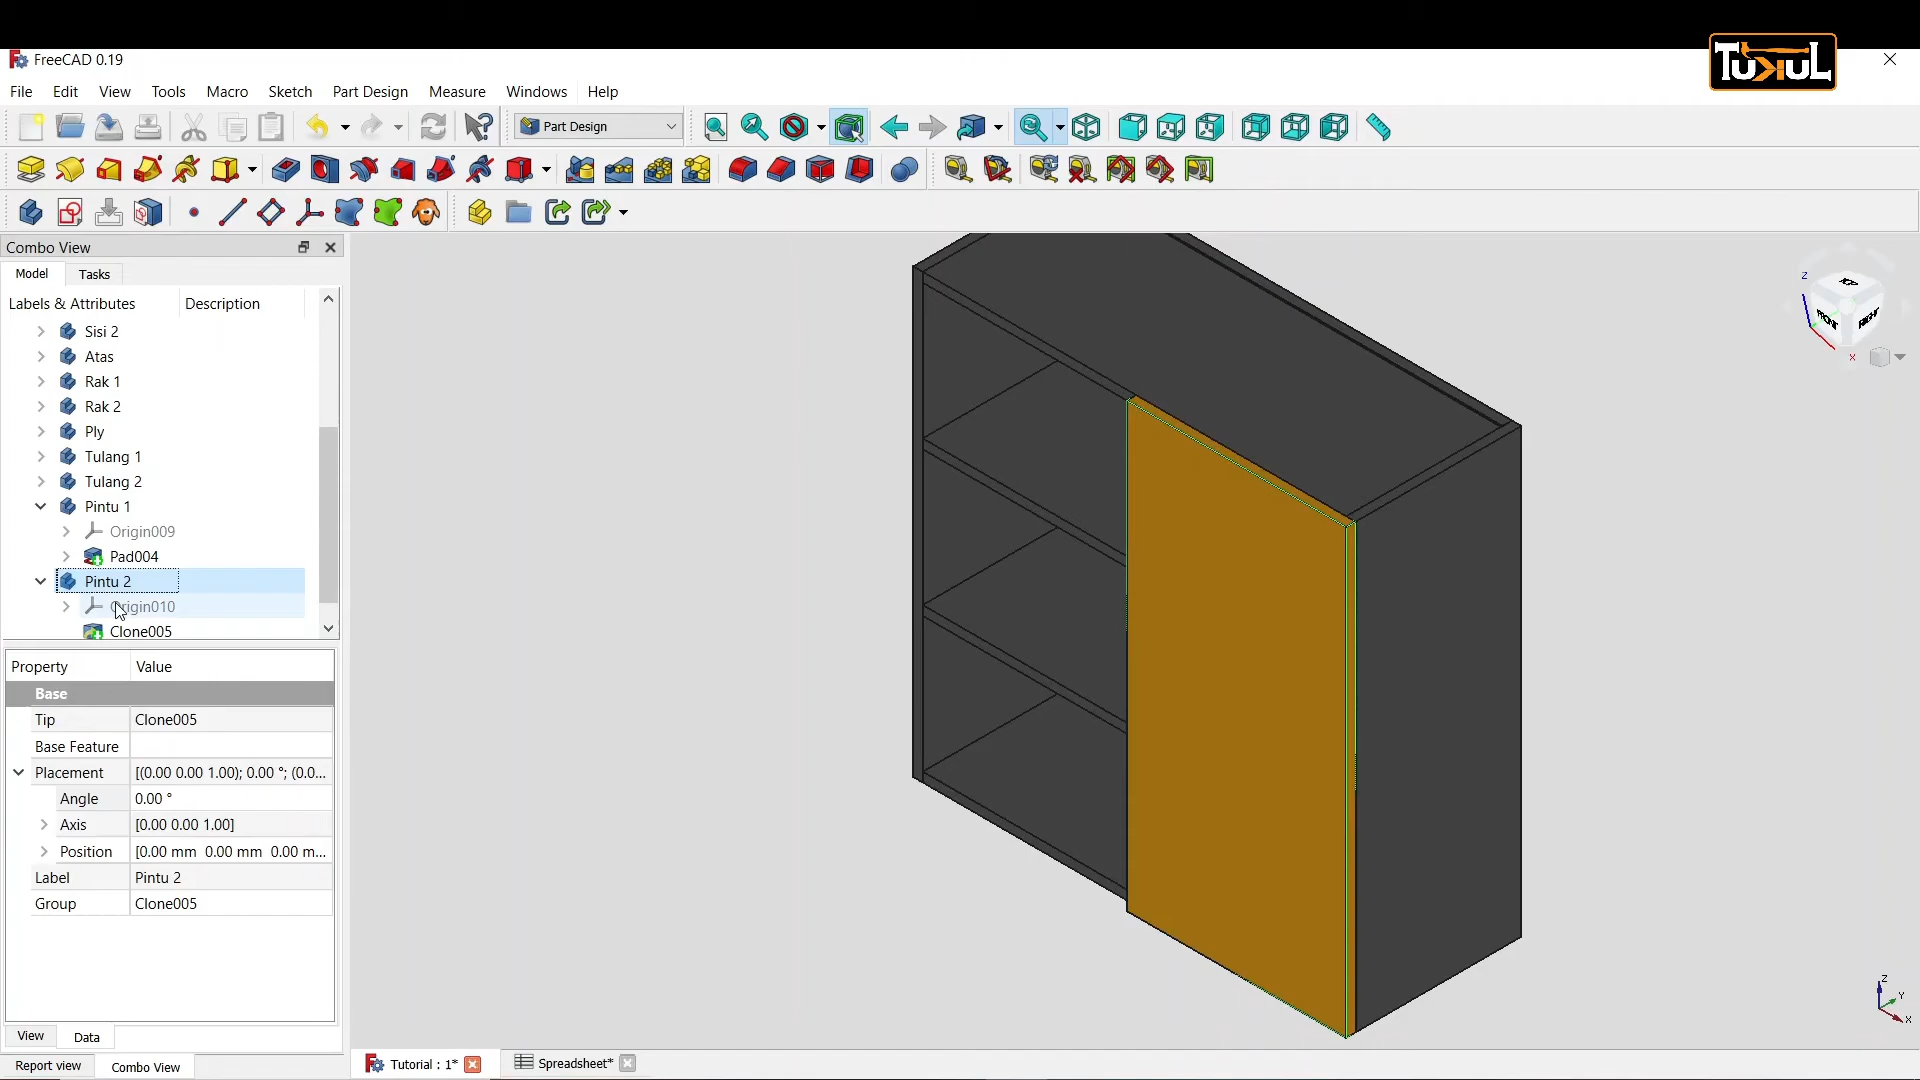 FreeCAD 0.19
TUKUL
File Edit View Tools Macro Sketch Part Design Measure Windows Help
Part Design
Combo View
Model Tasks
Labels & Attributes Description
Sisi 2
Atas
Rak 1
Rak 2
Ply
Tulang 1
Tulang 2
Pintu 1
Origin009
Pad004
Pintu 2
Origin010
Clone005
Property Value
Base
Tip Clone005
Base Feature
Placement [(0.00 0.00 1.00); 0.00 °; (0.0...
Angle 0.00 °
Axis [0.00 0.00 1.00]
Position [0.00 mm 0.00 mm 0.00 m...
Label Pintu 2
Group Clone005
View Data
Report view Combo View
Tutorial : 1* Spreadsheet*
Z
TOP
FRONT RIGHT
X
Z
Y
X